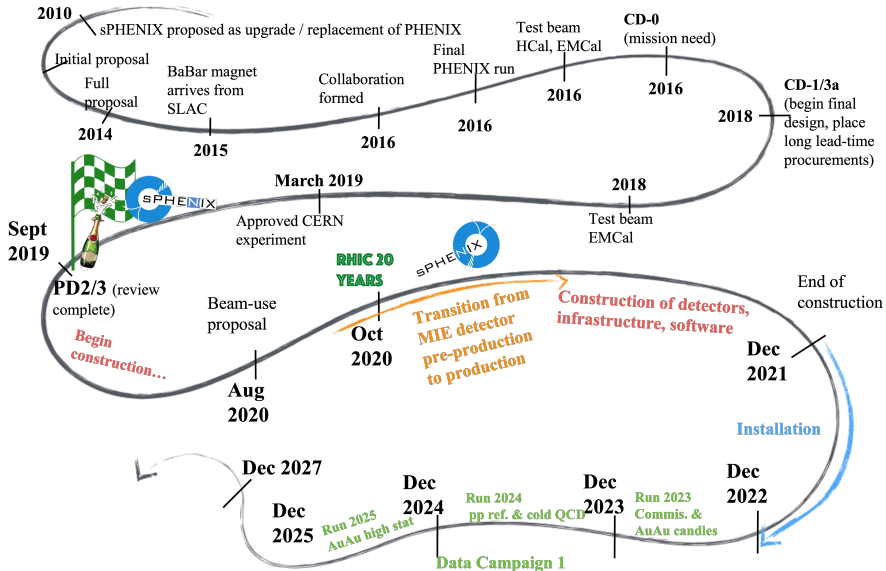 2010
sPHENIX proposed as upgrade / replacement of PHENIX
Initial proposal
Full
proposal
2014
BaBar magnet
arrives from
SLAC
2015
Collaboration
formed
2016
Final
PHENIX run
2016
Test beam
HCal, EMCal
2016
CD-0
(mission need)
2016
CD-1/3a
(begin final
design, place
long lead-time
procurements)
2018
2018
Test beam
EMCal
March 2019
Approved CERN
experiment
sPHENIX
Sept
2019
PD2/3 (review
complete)
Begin
construction…
Beam-use
proposal
Aug
2020
RHIC 20
YEARS
Oct
2020
sPHENIX
Transition from
MIE detector
pre-production
to production
Construction of detectors,
infrastructure, software
End of
construction
Dec
2021
Installation
Dec
2022
Run 2023
Commis. &
AuAu candles
Dec
2023
Run 2024
pp ref. & cold QCD
Dec
2024
Data Campaign 1
Run 2025
AuAu high stat
Dec
2025
Dec 2027